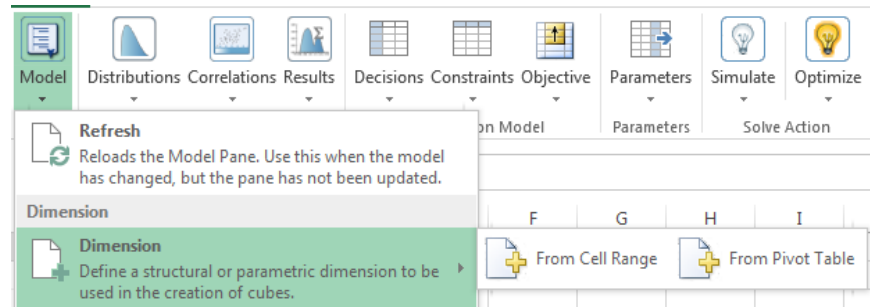 Model Distributions Correlations Results Decisions Constraints Objective Parameters Simulate Optimize
on Model Parameters Solve Action
Refresh
Reloads the Model Pane. Use this when the model
has changed, but the pane has not been updated.
Dimension
F G H I
Dimension
Define a structural or parametric dimension to be
used in the creation of cubes.
From Cell Range From Pivot Table